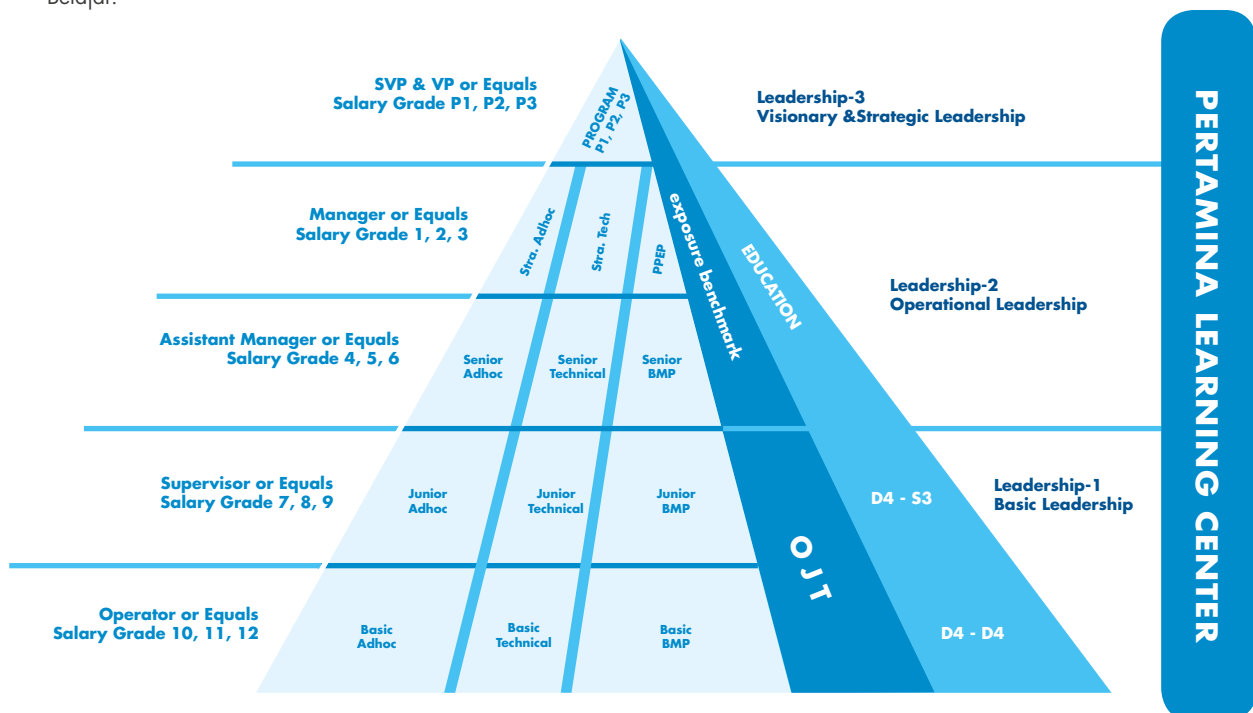 Belajar.
SVP & VP or Equals
Salary Grade P1, P2, P3
PROGRAM
P1, P2, P3
Leadership-3
Visionary &Strategic Leadership
Manager or Equals
Salary Grade 1, 2, 3
Stra. Adhoc
Stra. Tech
PPEP
exposure benchmark
EDUCATION
Leadership-2
Operational Leadership
Assistant Manager or Equals
Salary Grade 4, 5, 6
Senior
Adhoc
Senior
Technical
Senior
BMP
Supervisor or Equals
Salary Grade 7, 8, 9
Junior
Adhoc
Junior
Technical
Junior
BMP
OJT
D4 - S3
Leadership-1
Basic Leadership
Operator or Equals
Salary Grade 10, 11, 12
Basic
Adhoc
Basic
Technical
Basic
BMP
D4 - D4
PERTAMINA LEARNING CENTER